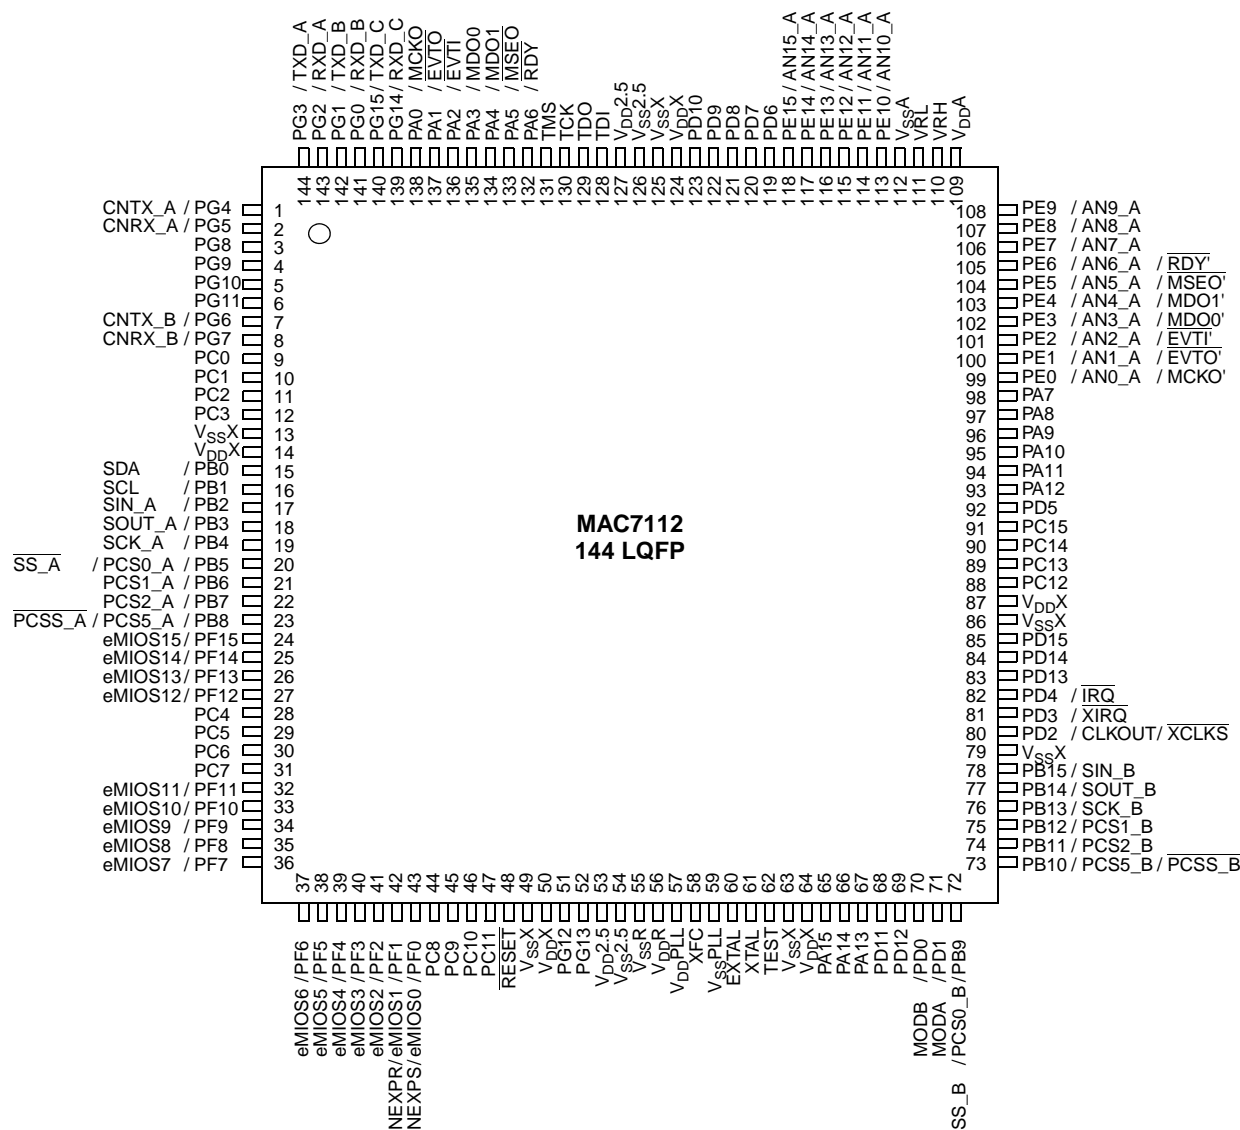 PG3 / TXD_A
PG2 / RXD_A
PG1 / TXD_B
PG0 / RXD_B
PG15 / TXD_C
PG14 / RXD_C
PA0 / MCKO
PA1 / EVTO
PA2 / EVTI
PA3 / MDO0
PA4 / MDO1
PA5 / MSEO
PA6 / RDY
TMS
TCK
TDO
TDI
VDD2.5
VSS2.5
VSSX
VDDX
PD10
PD9
PD8
PD7
PD6
PE15 / AN15_A
PE14 / AN14_A
PE13 / AN13_A
PE12 / AN12_A
PE11 / AN11_A
PE10 / AN10_A
VSSA
VRL
VRH
VDDA
144 143 142 141 140 139 138 137 136 135 134 133 132 131 130 129 128 127 126 125 124 123 122 121 120 119 118 117 116 115 114 113 112 111 110 109
CNTX_A / PG4 1
CNRX_A / PG5 2
PG8 3
PG9 4
PG10 5
PG11 6
CNTX_B / PG6 7
CNRX_B / PG7 8
PC0 9
PC1 10
PC2 11
PC3 12
VSSX 13
VDDX 14
SDA / PB0 15
SCL / PB1 16
SIN_A / PB2 17
SOUT_A / PB3 18
SCK_A / PB4 19
SS_A / PCS0_A / PB5 20
PCS1_A / PB6 21
PCS2_A / PB7 22
PCSS_A / PCS5_A / PB8 23
eMIOS15 / PF15 24
eMIOS14 / PF14 25
eMIOS13 / PF13 26
eMIOS12 / PF12 27
PC4 28
PC5 29
PC6 30
PC7 31
eMIOS11 / PF11 32
eMIOS10 / PF10 33
eMIOS9 / PF9 34
eMIOS8 / PF8 35
eMIOS7 / PF7 36
MAC7112
144 LQFP
108 PE9 / AN9_A
107 PE8 / AN8_A
106 PE7 / AN7_A
105 PE6 / AN6_A / RDY'
104 PE5 / AN5_A / MSEO'
103 PE4 / AN4_A / MDO1'
102 PE3 / AN3_A / MDO0'
101 PE2 / AN2_A / EVTI'
100 PE1 / AN1_A / EVTO'
99 PE0 / AN0_A / MCKO'
98 PA7
97 PA8
96 PA9
95 PA10
94 PA11
93 PA12
92 PD5
91 PC15
90 PC14
89 PC13
88 PC12
87 VDDX
86 VSSX
85 PD15
84 PD14
83 PD13
82 PD4 / IRQ
81 PD3 / XIRQ
80 PD2 / CLKOUT / XCLKS
79 VSSX
78 PB15 / SIN_B
77 PB14 / SOUT_B
76 PB13 / SCK_B
75 PB12 / PCS1_B
74 PB11 / PCS2_B
73 PB10 / PCS5_B / PCSS_B
37 38 39 40 41 42 43 44 45 46 47 48 49 50 51 52 53 54 55 56 57 58 59 60 61 62 63 64 65 66 67 68 69 70 71 72
eMIOS6 / PF6
eMIOS5 / PF5
eMIOS4 / PF4
eMIOS3 / PF3
eMIOS2 / PF2
NEXPR / eMIOS1 / PF1
NEXPS / eMIOS0 / PF0
PC8
PC9
PC10
PC11
RESET
VSSX
VDDX
PG12
PG13
VDD2.5
VSS2.5
VSSR
VDDR
VDDPLL
XFC
VSSPLL
EXTAL
XTAL
TEST
VSSX
VDDX
PA15
PA14
PA13
PD11
PD12
MODB / PD0
MODA / PD1
SS_B / PCS0_B / PB9